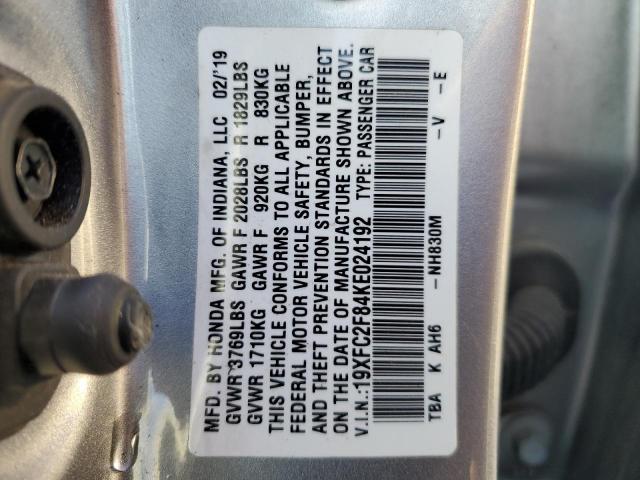 MFD. BY HONDA MFG. OF INDIANA, LLC 02/'19
GVWR 3769LBS GAWR F 2028LBS R 1829LBS
GVWR 1710KG GAWR F 920KG R 830KG
THIS VEHICLE CONFORMS TO ALL APPLICABLE
FEDERAL MOTOR VEHICLE SAFETY, BUMPER,
AND THEFT PREVENTION STANDARDS IN EFFECT
ON THE DATE OF MANUFACTURE SHOWN ABOVE.
V.I.N.:19XFC2F84KE024192 TYPE: PASSENGER CAR
TBA K AH6 -NH830M -V -E